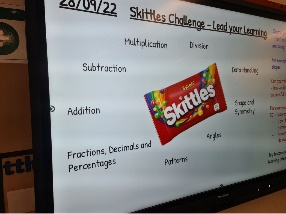 28/09/22
Skittles Challenge – Lead your Learning
Multiplication
Division
Subtraction
Data Handling
Skittles
Addition
Shape and
Symmetry
Angles
Fractions, Decimals and
Percentages
Patterns